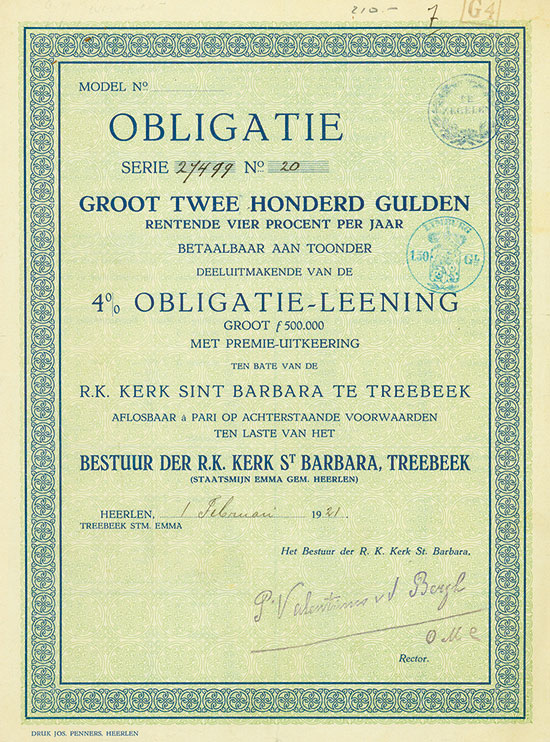 210.- 7 G4
MODEL No
OBLIGATIE
SERIE 27499 No 20
GROOT TWEE HONDERD GULDEN
RENTENDE VIER PROCENT PER JAAR
BETAALBAAR AAN TOONDER
LIMBURG
1.50 GL
DEELUITMAKENDE VAN DE
4% OBLIGATIE-LEENING
GROOT ƒ 500.000
MET PREMIE-UITKEERING
TEN BATE VAN DE
R.K. KERK SINT BARBARA TE TREEBEEK
AFLOSBAAR à PARI OP ACHTERSTAANDE VOORWAARDEN
TEN LASTE VAN HET
BESTUUR DER R.K. KERK ST BARBARA, TREEBEEK
(STAATSMIJN EMMA GEM. HEERLEN)
HEERLEN, 1 Februari 1921.
TREEBEEK STM. EMMA
Het Bestuur der R. K. Kerk St. Barbara,
P. Valentinus v d Bergh
O M C
Rector.
DRUK JOS. PENNERS, HEERLEN